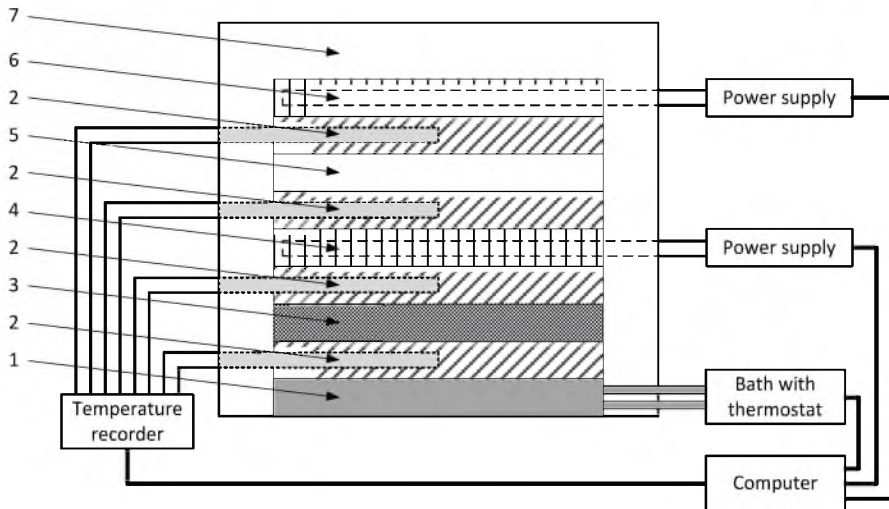 7
6
2
5
2
4
2
3
2
1
Power supply
Power supply
Bath with
thermostat
Temperature
recorder
Computer